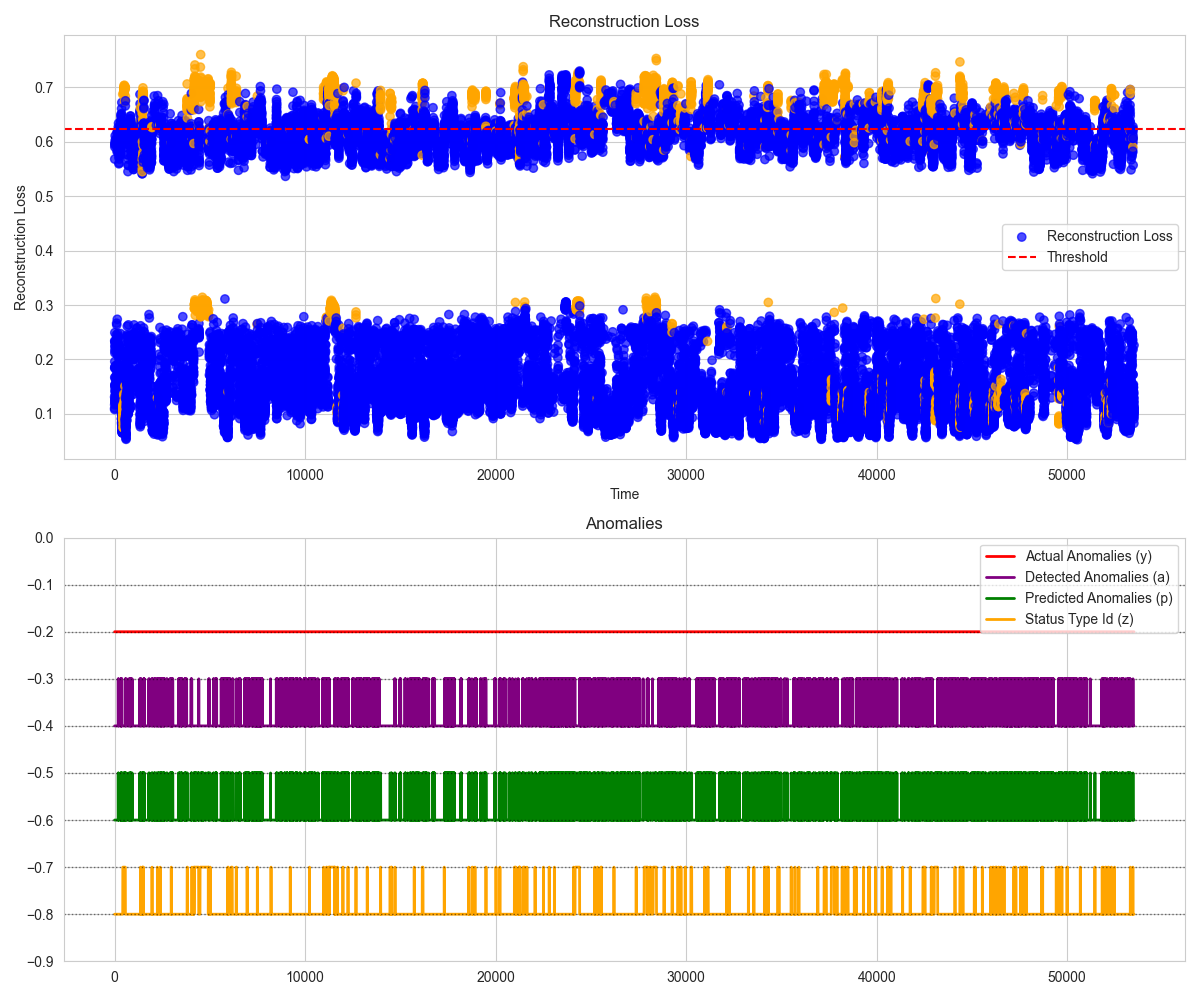 Reconstruction Loss
0.7
0.6
0.5
0.4
0.3
0.2
0.1
Reconstruction Loss
Reconstruction Loss
Threshold
0 10000 20000 30000 40000 50000
Time
Anomalies
0.0
−0.1
−0.2
−0.3
−0.4
−0.5
−0.6
−0.7
−0.8
−0.9
Actual Anomalies (y)
Detected Anomalies (a)
Predicted Anomalies (p)
Status Type Id (z)
0 10000 20000 30000 40000 50000